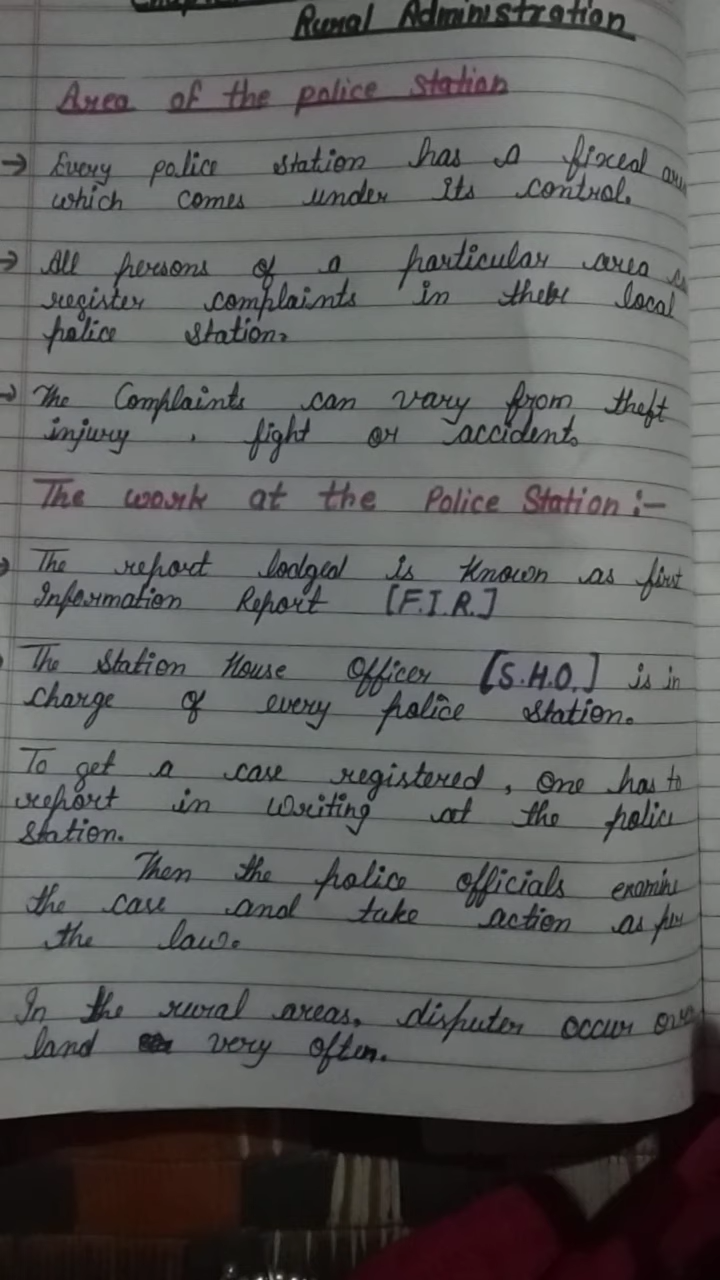 Rural Administration
Area of the police station
→ Every police station has a fixed
which comes under its control.
→ All persons of a particular area
register complaints in their local
police station.
→ The Complaints can vary from theft
injury , fight or accident.
The work at the Police Station :-
The report lodged is known as first
Information Report [F.I.R.]
The Station House Officer [S.H.O.] is in
charge of every police station.
To get a case registered, one has to
report in writing at the police
station.
Then the police officials examine
the case and take action as per
the law.
In the rural areas, disputes occur over
land very often.